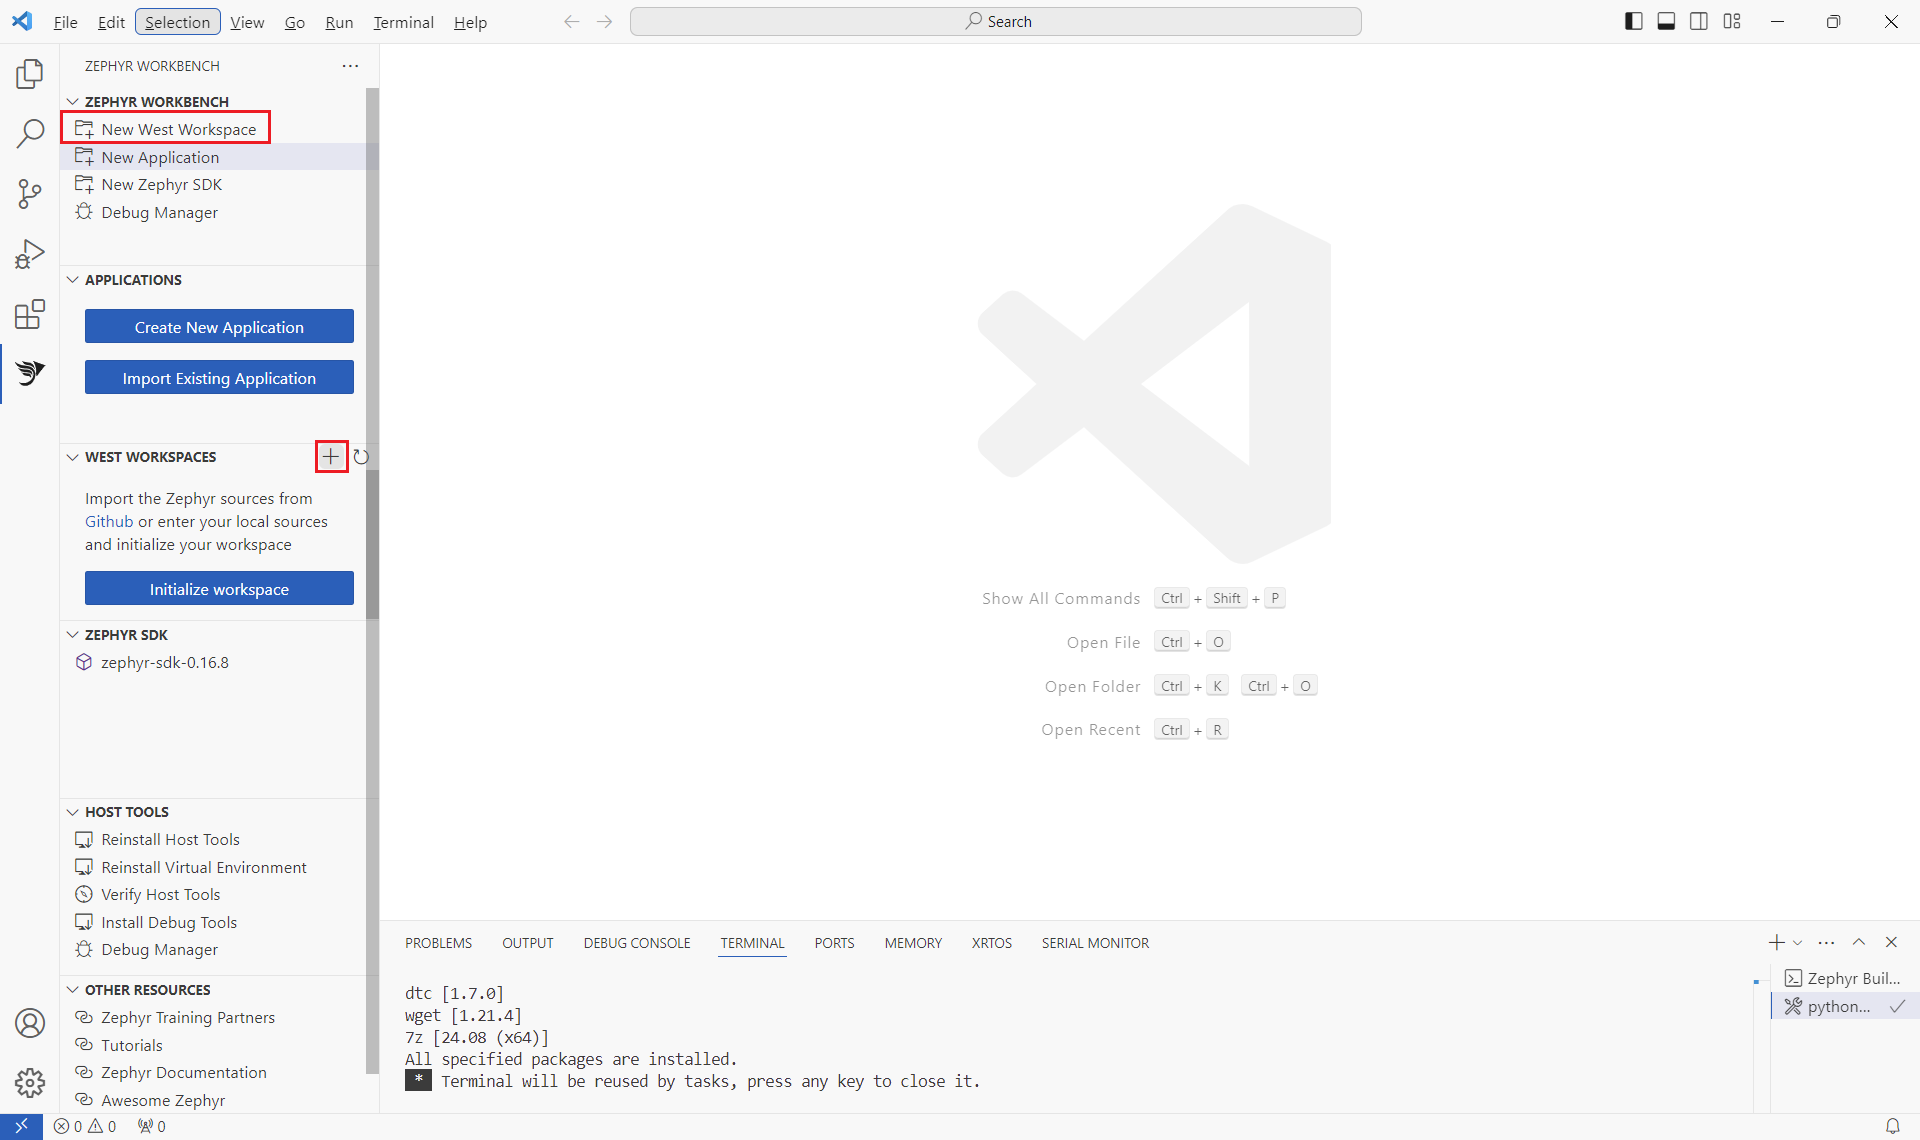 File Edit Selection View Go Run Terminal Help
Search
ZEPHYR WORKBENCH
ZEPHYR WORKBENCH
New West Workspace
New Application
New Zephyr SDK
Debug Manager
APPLICATIONS
Create New Application
Import Existing Application
WEST WORKSPACES
Import the Zephyr sources from
Github or enter your local sources
and initialize your workspace
Initialize workspace
ZEPHYR SDK
zephyr-sdk-0.16.8
HOST TOOLS
Reinstall Host Tools
Reinstall Virtual Environment
Verify Host Tools
Install Debug Tools
Debug Manager
OTHER RESOURCES
Zephyr Training Partners
Tutorials
Zephyr Documentation
Awesome Zephyr
Show All Commands Ctrl + Shift + P
Open File Ctrl + O
Open Folder Ctrl + K Ctrl + O
Open Recent Ctrl + R
PROBLEMS OUTPUT DEBUG CONSOLE TERMINAL PORTS MEMORY XRTOS SERIAL MONITOR
dtc [1.7.0]
wget [1.21.4]
7z [24.08 (x64)]
All specified packages are installed.
* Terminal will be reused by tasks, press any key to close it.
Zephyr Buil...
python...
0 0 0